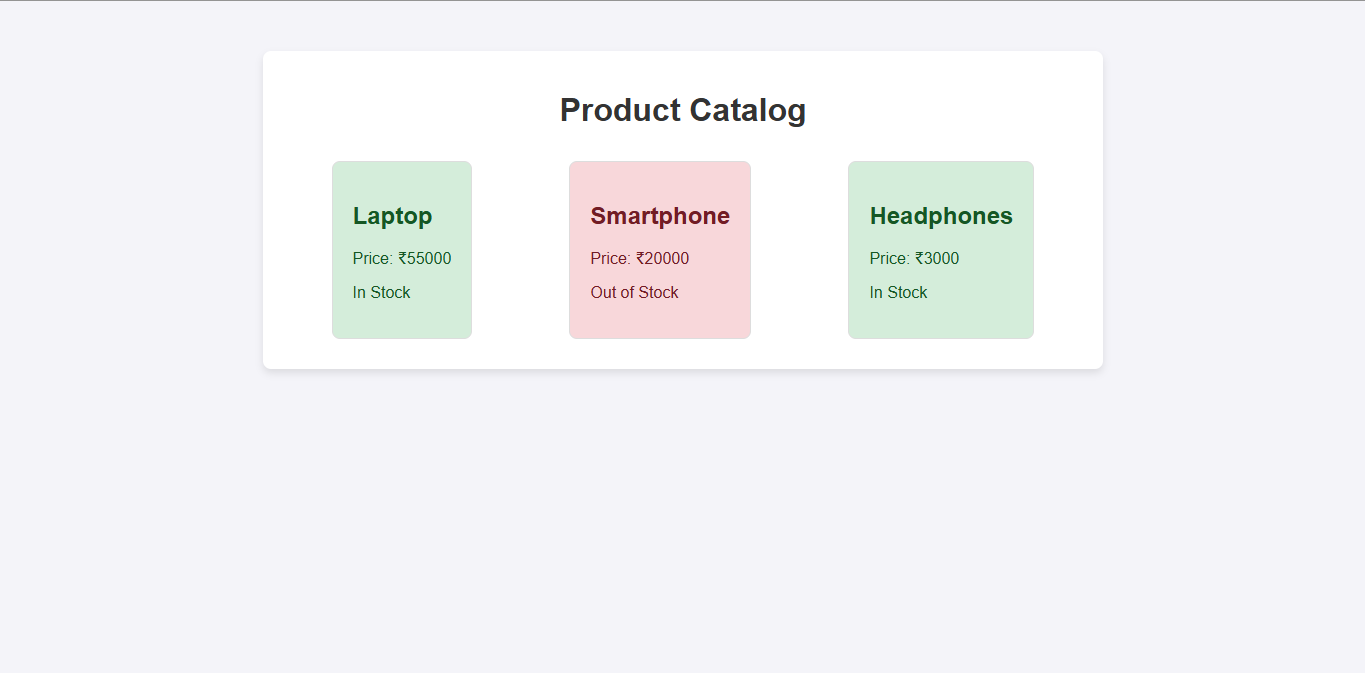 Product Catalog
Laptop
Price: ₹55000
In Stock
Smartphone
Price: ₹20000
Out of Stock
Headphones
Price: ₹3000
In Stock